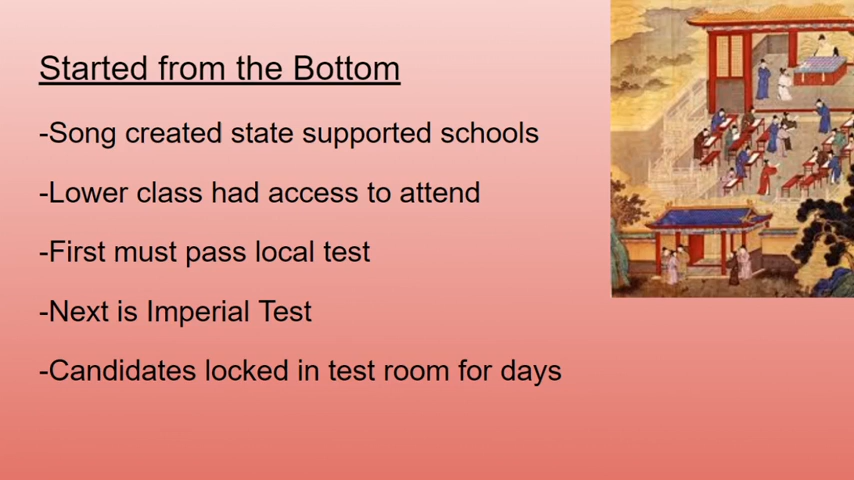 Started from the Bottom
-Song created state supported schools
-Lower class had access to attend
-First must pass local test
-Next is Imperial Test
-Candidates locked in test room for days